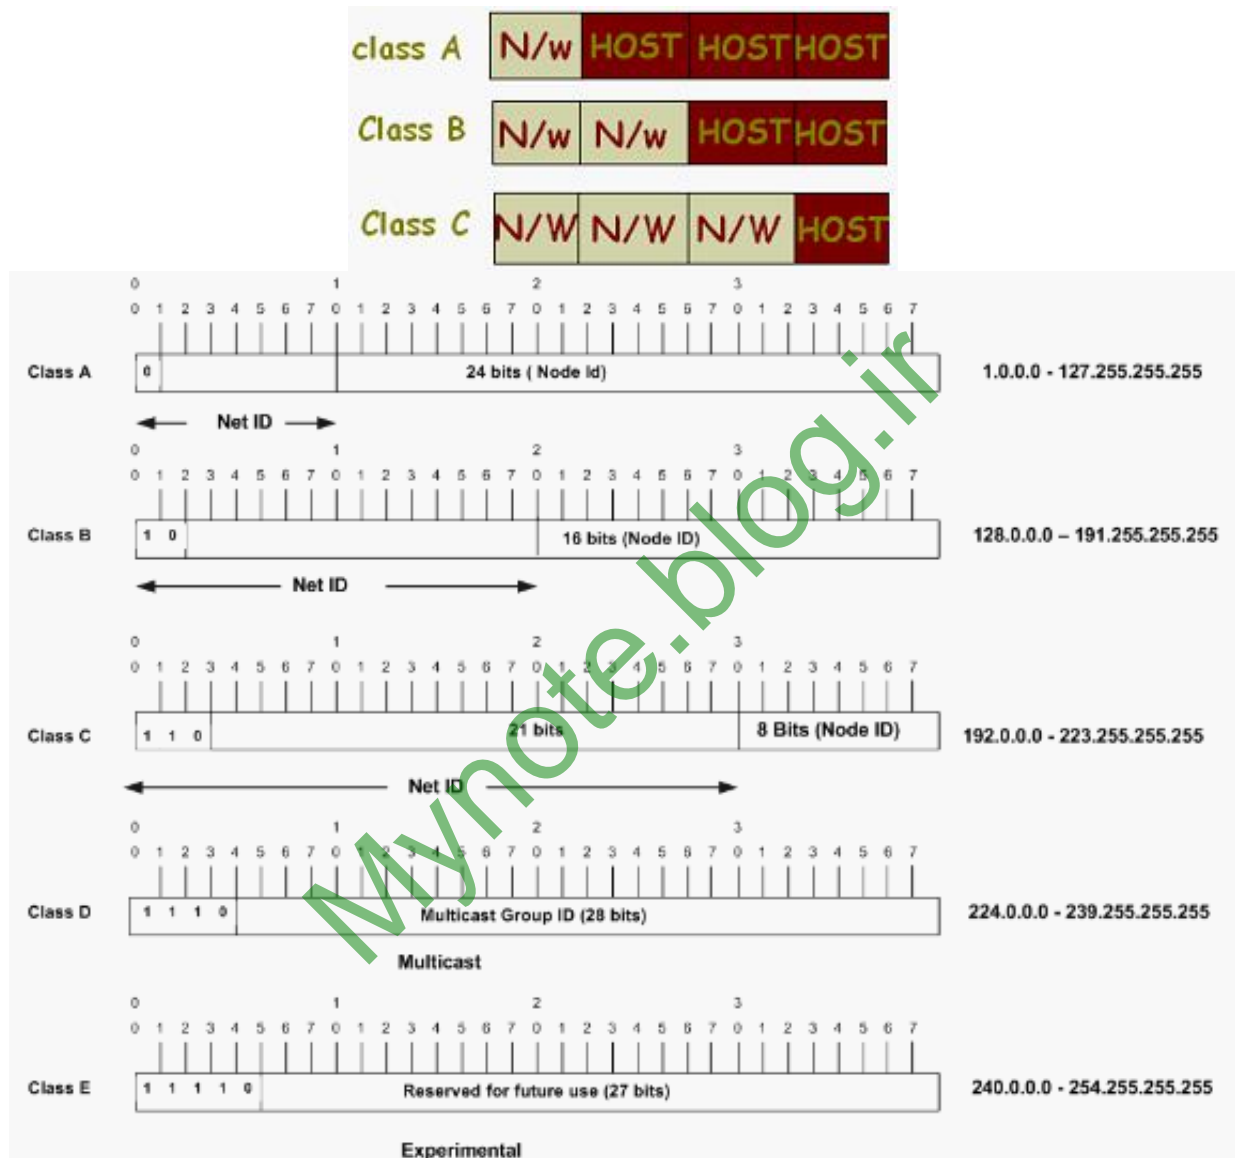 class A N/w HOST HOST HOST
Class B N/w N/w HOST HOST
Class C N/W N/W N/W HOST
0 1 2 3
0 1 2 3 4 5 6 7 0 1 2 3 4 5 6 7 0 1 2 3 4 5 6 7 0 1 2 3 4 5 6 7
Class A 0 24 bits ( Node Id) 1.0.0.0 - 127.255.255.255
Net ID
0 1 2 3
0 1 2 3 4 5 6 7 0 1 2 3 4 5 6 7 0 1 2 3 4 5 6 7 0 1 2 3 4 5 6 7
Class B 1 0 16 bits (Node ID) 128.0.0.0 – 191.255.255.255
Net ID
0 1 2 3
0 1 2 3 4 5 6 7 0 1 2 3 4 5 6 7 0 1 2 3 4 5 6 7 0 1 2 3 4 5 6 7
Class C 1 1 0 21 bits 8 Bits (Node ID) 192.0.0.0 - 223.255.255.255
Net ID
0 1 2 3
0 1 2 3 4 5 6 7 0 1 2 3 4 5 6 7 0 1 2 3 4 5 6 7 0 1 2 3 4 5 6 7
Class D 1 1 1 0 Multicast Group ID (28 bits) 224.0.0.0 - 239.255.255.255
Multicast
0 1 2 3
0 1 2 3 4 5 6 7 0 1 2 3 4 5 6 7 0 1 2 3 4 5 6 7 0 1 2 3 4 5 6 7
Class E 1 1 1 1 0 Reserved for future use (27 bits) 240.0.0.0 - 254.255.255.255
Experimental
Mynote.blog.ir